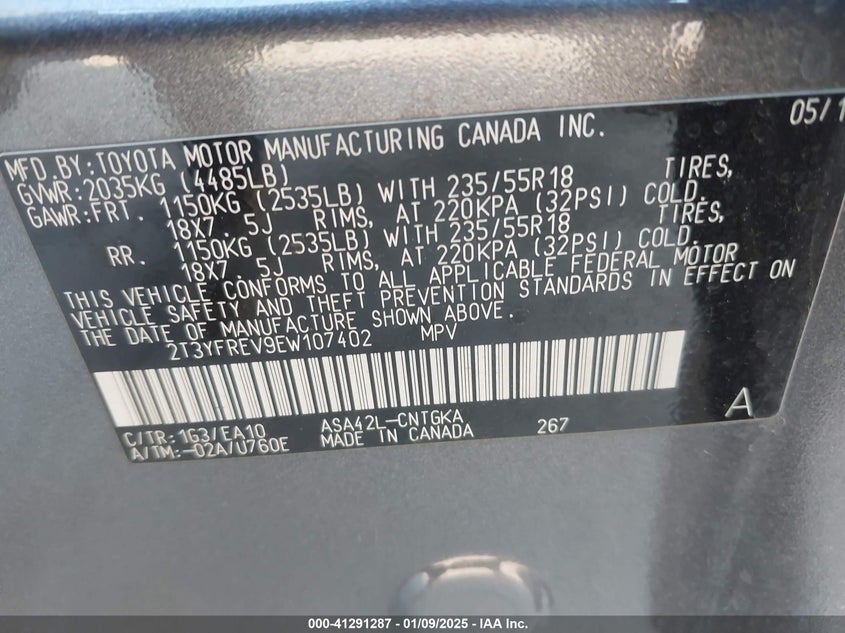 05/1
MFD.BY:TOYOTA MOTOR MANUFACTURING CANADA INC.
GVWR:2035KG (4485LB)
GAWR:FRT. 1150KG (2535LB) WITH 235/55R18 TIRES,
18X7 5J RIMS, AT 220KPA (32PSI) COLD.
RR. 1150KG (2535LB) WITH 235/55R18 TIRES,
18X7 5J RIMS, AT 220KPA (32PSI) COLD.
THIS VEHICLE CONFORMS TO ALL APPLICABLE FEDERAL MOTOR
VEHICLE SAFETY AND THEFT PREVENTION STANDARDS IN EFFECT ON
THE DATE OF MANUFACTURE SHOWN ABOVE.
2T3YFREV9EW107402 MPV
A
C/TR:1G3/EA10 ASA42L-CNTGKA 267
A/TM:-02A/U760E MADE IN CANADA
000-41291287 - 01/09/2025 - IAA Inc.